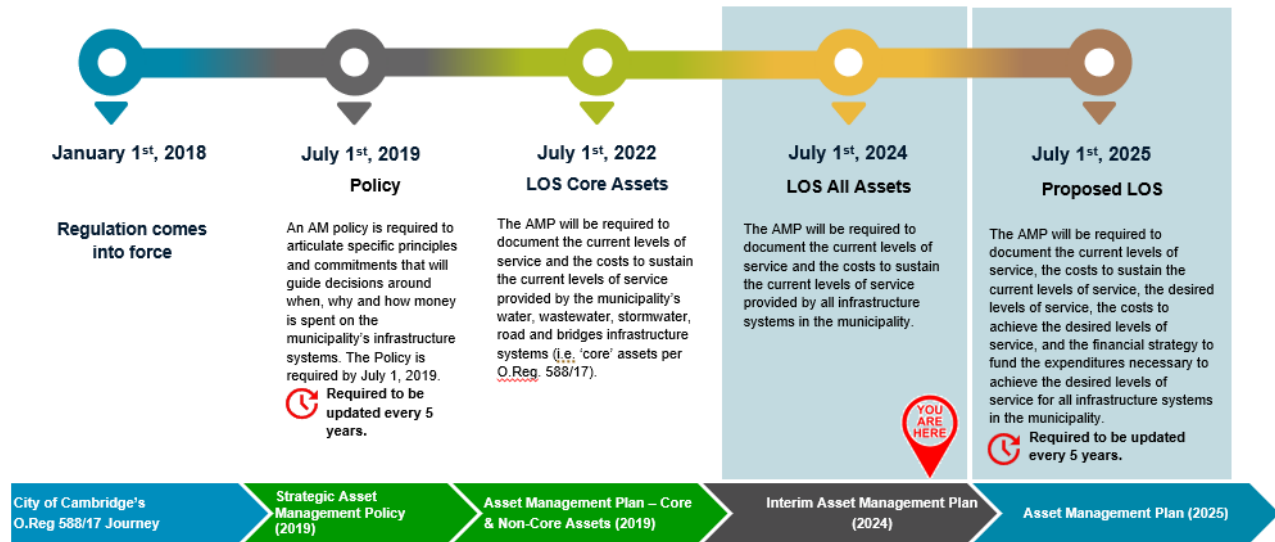 January 1st, 2018
Regulation comes
into force
July 1st, 2019
Policy
An AM policy is required to
articulate specific principles
and commitments that will
guide decisions around
when, why and how money
is spent on the
municipality's infrastructure
systems. The Policy is
required by July 1, 2019.
Required to be
updated every 5
years.
July 1st, 2022
LOS Core Assets
The AMP will be required to
document the current levels of
service and the costs to sustain
the current levels of service
provided by the municipality's
water, wastewater, stormwater,
road and bridges infrastructure
systems (i.e. 'core' assets per
O.Reg. 588/17).
July 1st, 2024
LOS All Assets
The AMP will be required to
document the current levels of
service and the costs to sustain
the current levels of service
provided by all infrastructure
systems in the municipality.
YOU
ARE
HERE
July 1st, 2025
Proposed LOS
The AMP will be required to
document the current levels of
service, the costs to sustain the
current levels of service, the desired
levels of service, the costs to
achieve the desired levels of
service, and the financial strategy to
fund the expenditures necessary to
achieve the desired levels of
service for all infrastructure systems
in the municipality.
Required to be updated
every 5 years.
City of Cambridge's
O.Reg 588/17 Journey
Strategic Asset
Management Policy
(2019)
Asset Management Plan – Core
& Non-Core Assets (2019)
Interim Asset Management Plan
(2024)
Asset Management Plan (2025)